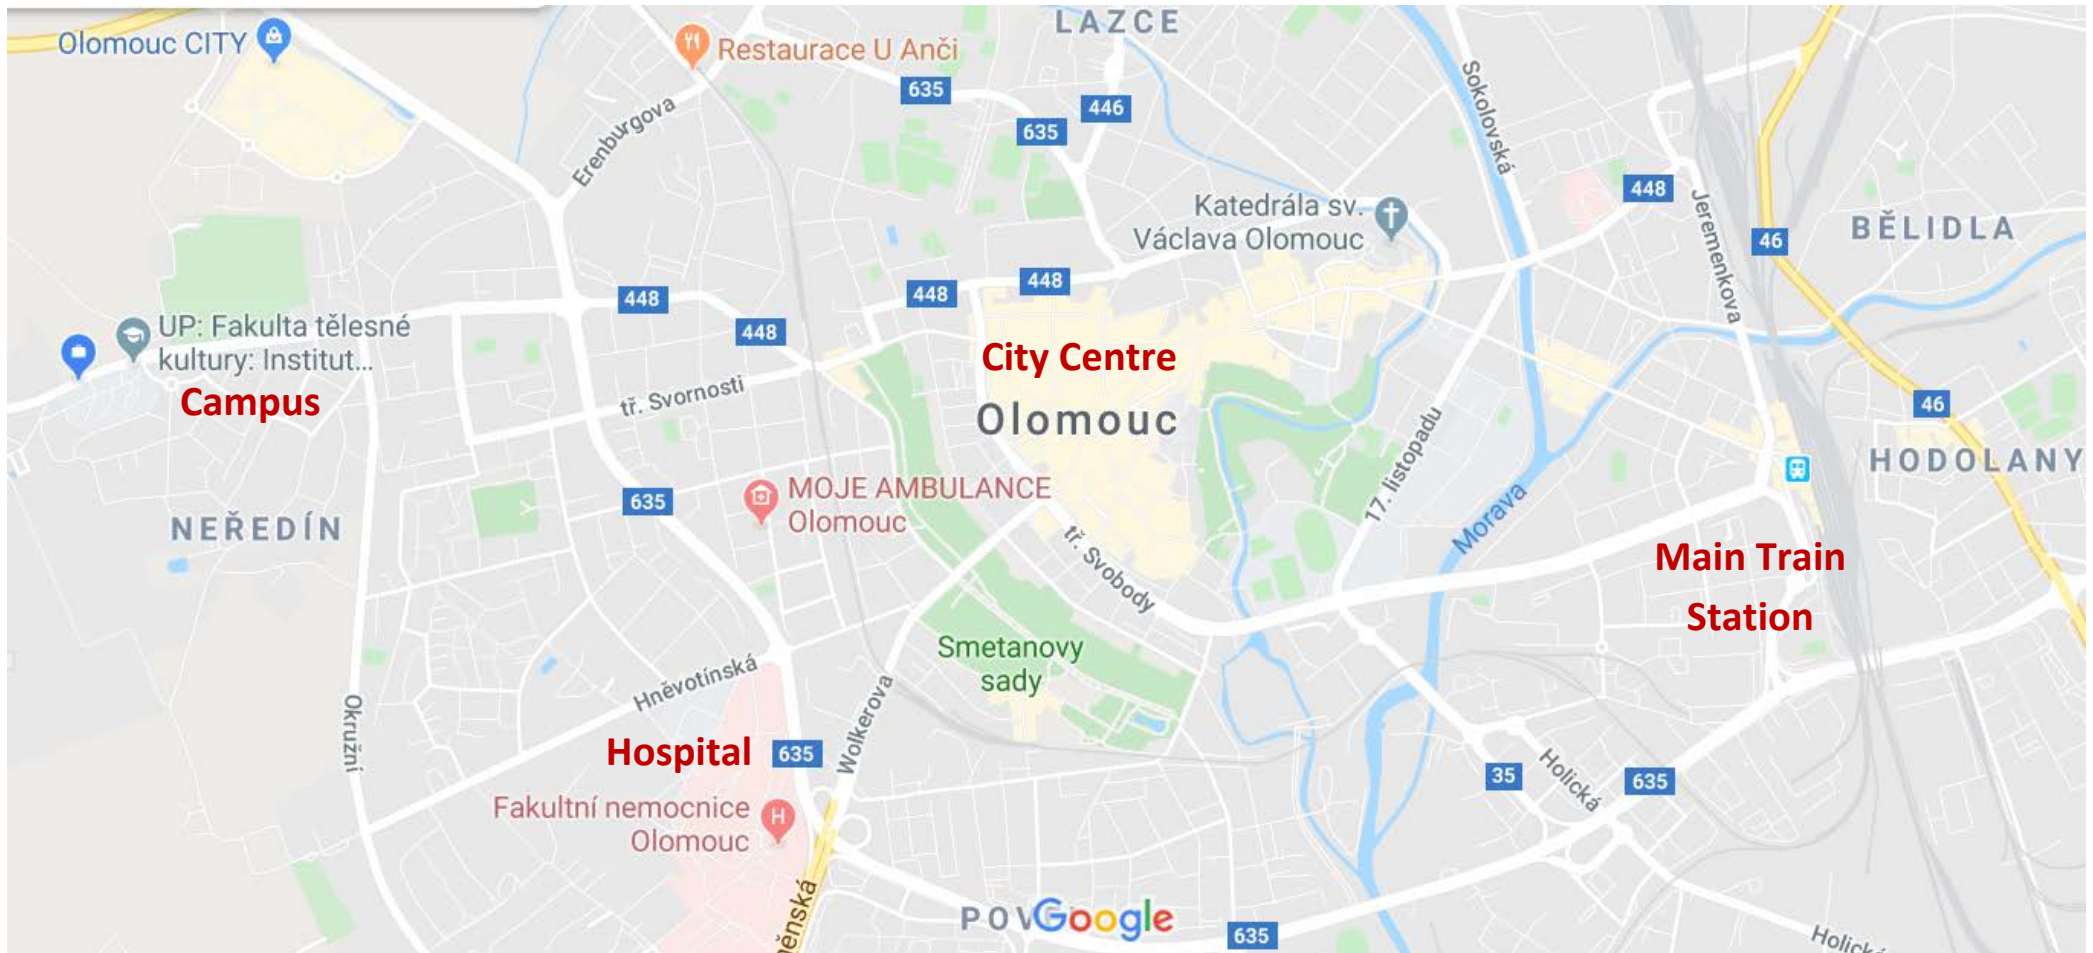 LAZCE
Olomouc CITY
Restaurace U Anči
635
446
635
Erenburgova
Sokolovská
448
Jeremenkova
Katedrála sv.
Václava Olomouc
46
BĚLIDLA
448
448
448
448
UP: Fakulta tělesné
kultury: Institut...
Campus
City Centre
Olomouc
tř. Svornosti
46
HODOLANY
17. listopadu
MOJE AMBULANCE
Olomouc
635
NEŘEDÍN
Morava
tř. Svobody
Main Train
Station
Smetanovy
sady
Hněvotínská
Okružní
Wolkerova
Hospital
635
35
Holická
635
Fakultní nemocnice
Olomouc
Google
635
Holick